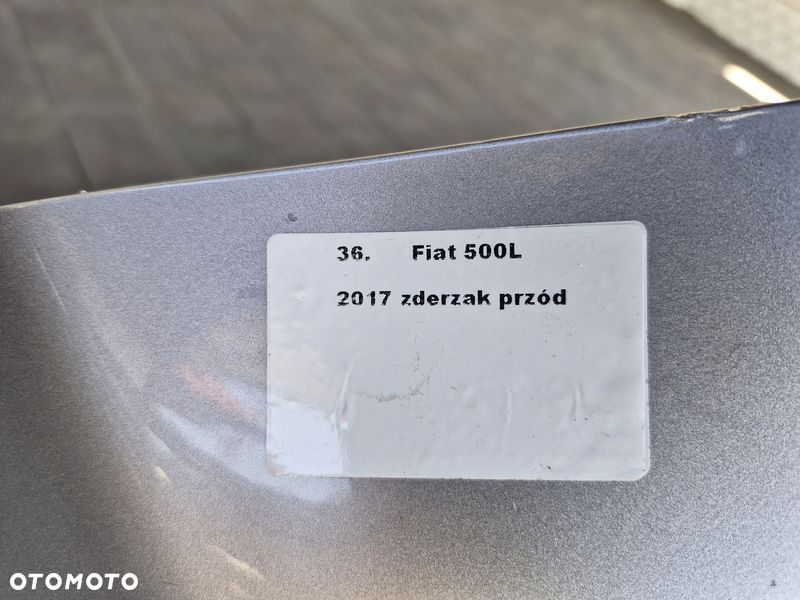 36. Fiat 500L
2017 zderzak przód
OTOMOTO